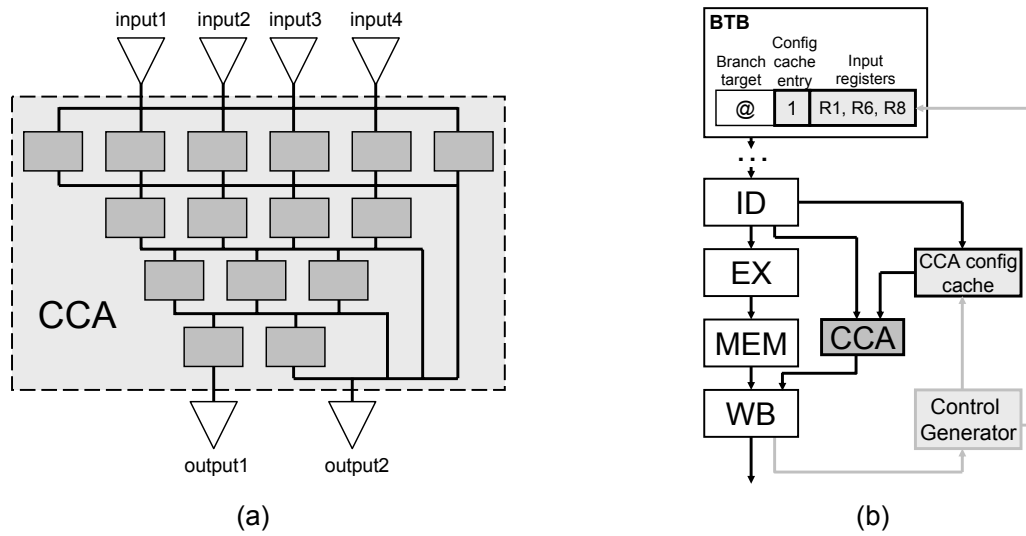 input1 input2 input3 input4
CCA
output1 output2
(a)
BTB
Branch
target
Config
cache
entry
Input
registers
@ 1 R1, R6, R8
...
ID
EX
CCA config
cache
MEM
CCA
WB
Control
Generator
(b)